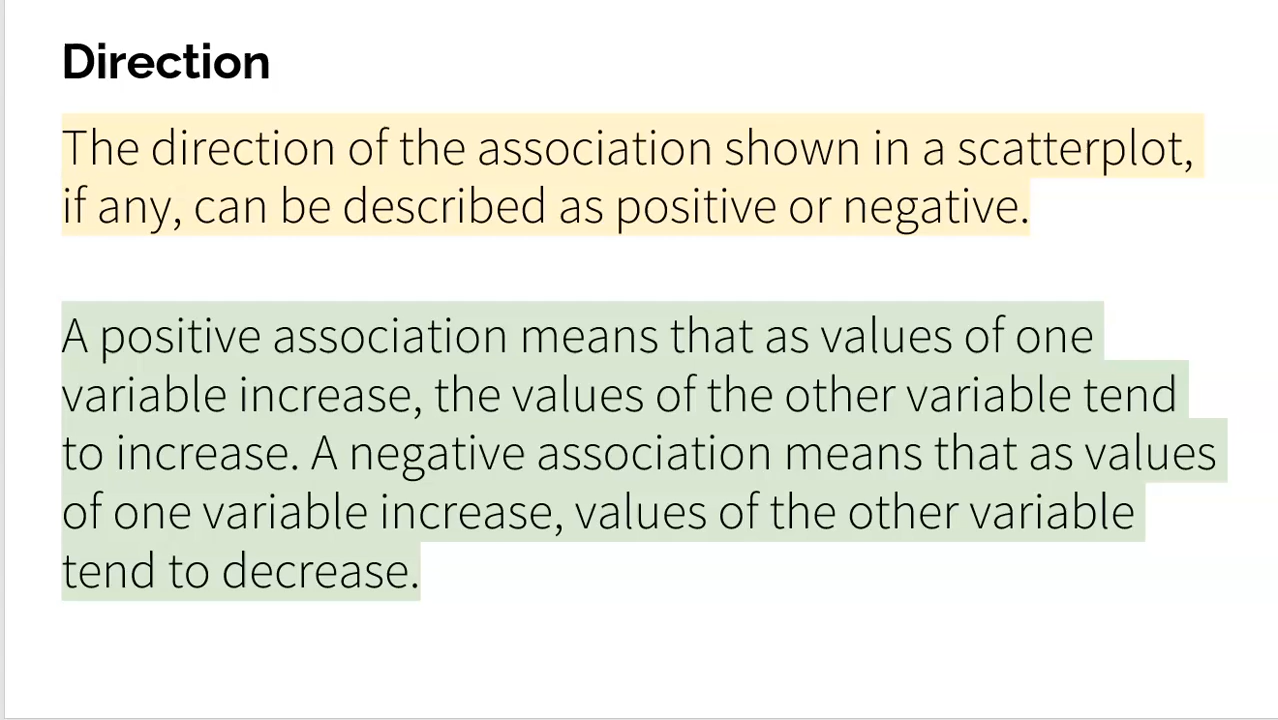 Direction
The direction of the association shown in a scatterplot,
if any, can be described as positive or negative.
A positive association means that as values of one
variable increase, the values of the other variable tend
to increase. A negative association means that as values
of one variable increase, values of the other variable
tend to decrease.